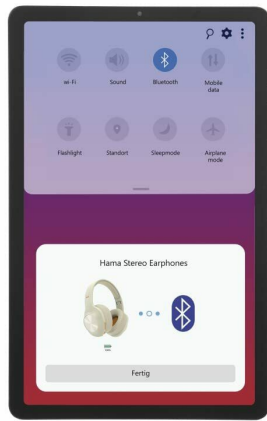 wi-Fi
Sound
Bluetooth
Mobile
data
Flashlight
Standort
Sleepmode
Airplane
mode
Hama Stereo Earphones
Fertig